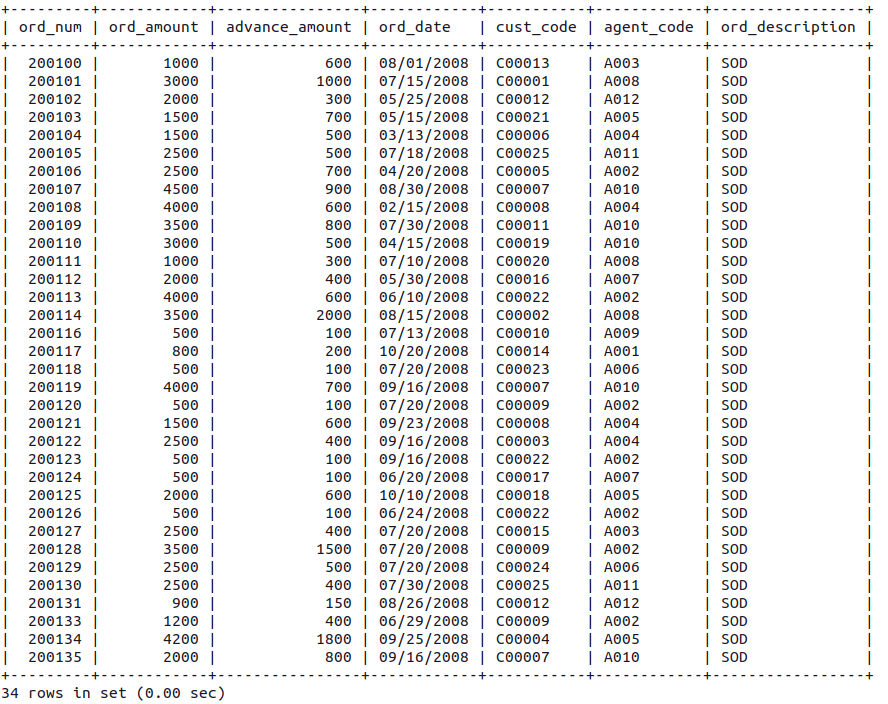 +---------+------------+----------------+------------+-----------+------------+-----------------+
| ord_num | ord_amount | advance_amount | ord_date   | cust_code | agent_code | ord_description |
+---------+------------+----------------+------------+-----------+------------+-----------------+
|  200100 |       1000 |            600 | 08/01/2008 | C00013    | A003       | SOD             |
|  200101 |       3000 |           1000 | 07/15/2008 | C00001    | A008       | SOD             |
|  200102 |       2000 |            300 | 05/25/2008 | C00012    | A012       | SOD             |
|  200103 |       1500 |            700 | 05/15/2008 | C00021    | A005       | SOD             |
|  200104 |       1500 |            500 | 03/13/2008 | C00006    | A004       | SOD             |
|  200105 |       2500 |            500 | 07/18/2008 | C00025    | A011       | SOD             |
|  200106 |       2500 |            700 | 04/20/2008 | C00005    | A002       | SOD             |
|  200107 |       4500 |            900 | 08/30/2008 | C00007    | A010       | SOD             |
|  200108 |       4000 |            600 | 02/15/2008 | C00008    | A004       | SOD             |
|  200109 |       3500 |            800 | 07/30/2008 | C00011    | A010       | SOD             |
|  200110 |       3000 |            500 | 04/15/2008 | C00019    | A010       | SOD             |
|  200111 |       1000 |            300 | 07/10/2008 | C00020    | A008       | SOD             |
|  200112 |       2000 |            400 | 05/30/2008 | C00016    | A007       | SOD             |
|  200113 |       4000 |            600 | 06/10/2008 | C00022    | A002       | SOD             |
|  200114 |       3500 |           2000 | 08/15/2008 | C00002    | A008       | SOD             |
|  200116 |        500 |            100 | 07/13/2008 | C00010    | A009       | SOD             |
|  200117 |        800 |            200 | 10/20/2008 | C00014    | A001       | SOD             |
|  200118 |        500 |            100 | 07/20/2008 | C00023    | A006       | SOD             |
|  200119 |       4000 |            700 | 09/16/2008 | C00007    | A010       | SOD             |
|  200120 |        500 |            100 | 07/20/2008 | C00009    | A002       | SOD             |
|  200121 |       1500 |            600 | 09/23/2008 | C00008    | A004       | SOD             |
|  200122 |       2500 |            400 | 09/16/2008 | C00003    | A004       | SOD             |
|  200123 |        500 |            100 | 09/16/2008 | C00022    | A002       | SOD             |
|  200124 |        500 |            100 | 06/20/2008 | C00017    | A007       | SOD             |
|  200125 |       2000 |            600 | 10/10/2008 | C00018    | A005       | SOD             |
|  200126 |        500 |            100 | 06/24/2008 | C00022    | A002       | SOD             |
|  200127 |       2500 |            400 | 07/20/2008 | C00015    | A003       | SOD             |
|  200128 |       3500 |           1500 | 07/20/2008 | C00009    | A002       | SOD             |
|  200129 |       2500 |            500 | 07/20/2008 | C00024    | A006       | SOD             |
|  200130 |       2500 |            400 | 07/30/2008 | C00025    | A011       | SOD             |
|  200131 |        900 |            150 | 08/26/2008 | C00012    | A012       | SOD             |
|  200133 |       1200 |            400 | 06/29/2008 | C00009    | A002       | SOD             |
|  200134 |       4200 |           1800 | 09/25/2008 | C00004    | A005       | SOD             |
|  200135 |       2000 |            800 | 09/16/2008 | C00007    | A010       | SOD             |
+---------+------------+----------------+------------+-----------+------------+-----------------+
34 rows in set (0.00 sec)